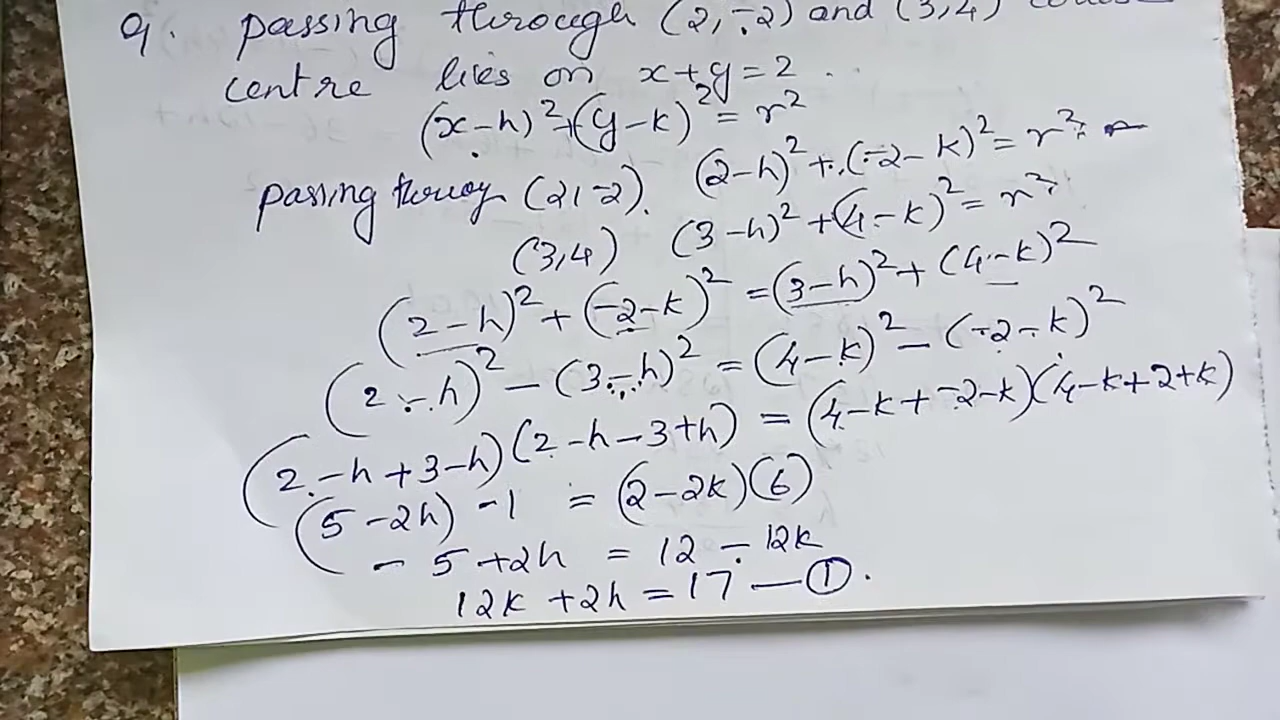 9. passing through (2,-2) and (3,4)
centre lies on x+y=2
(x-h)²+(y-k)²=r²
passing throug (2,-2). (2-h)²+(-2-k)²=r²
(3,4) (3-h)²+(4-k)²=r²
(2-h)²+(-2-k)²=(3-h)²+(4-k)²
(2-h)²-(3-h)²=(4-k)²-(-2-k)²
(2-h+3-h)(2-h-3+h)=(4-k+-2-k)(4-k+2+k)
(5-2h)-1=(2-2k)(6)
-5+2h=12-12k
12k+2h=17—①.